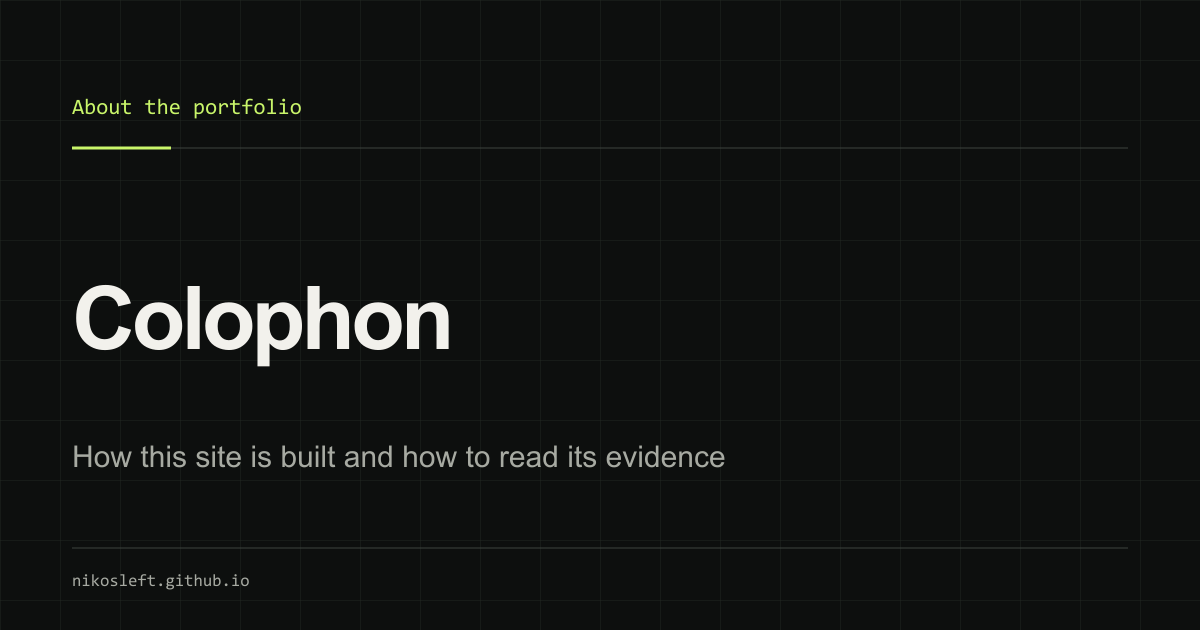 About the portfolio
Colophon
How this site is built and how to read its evidence
nikosleft.github.io